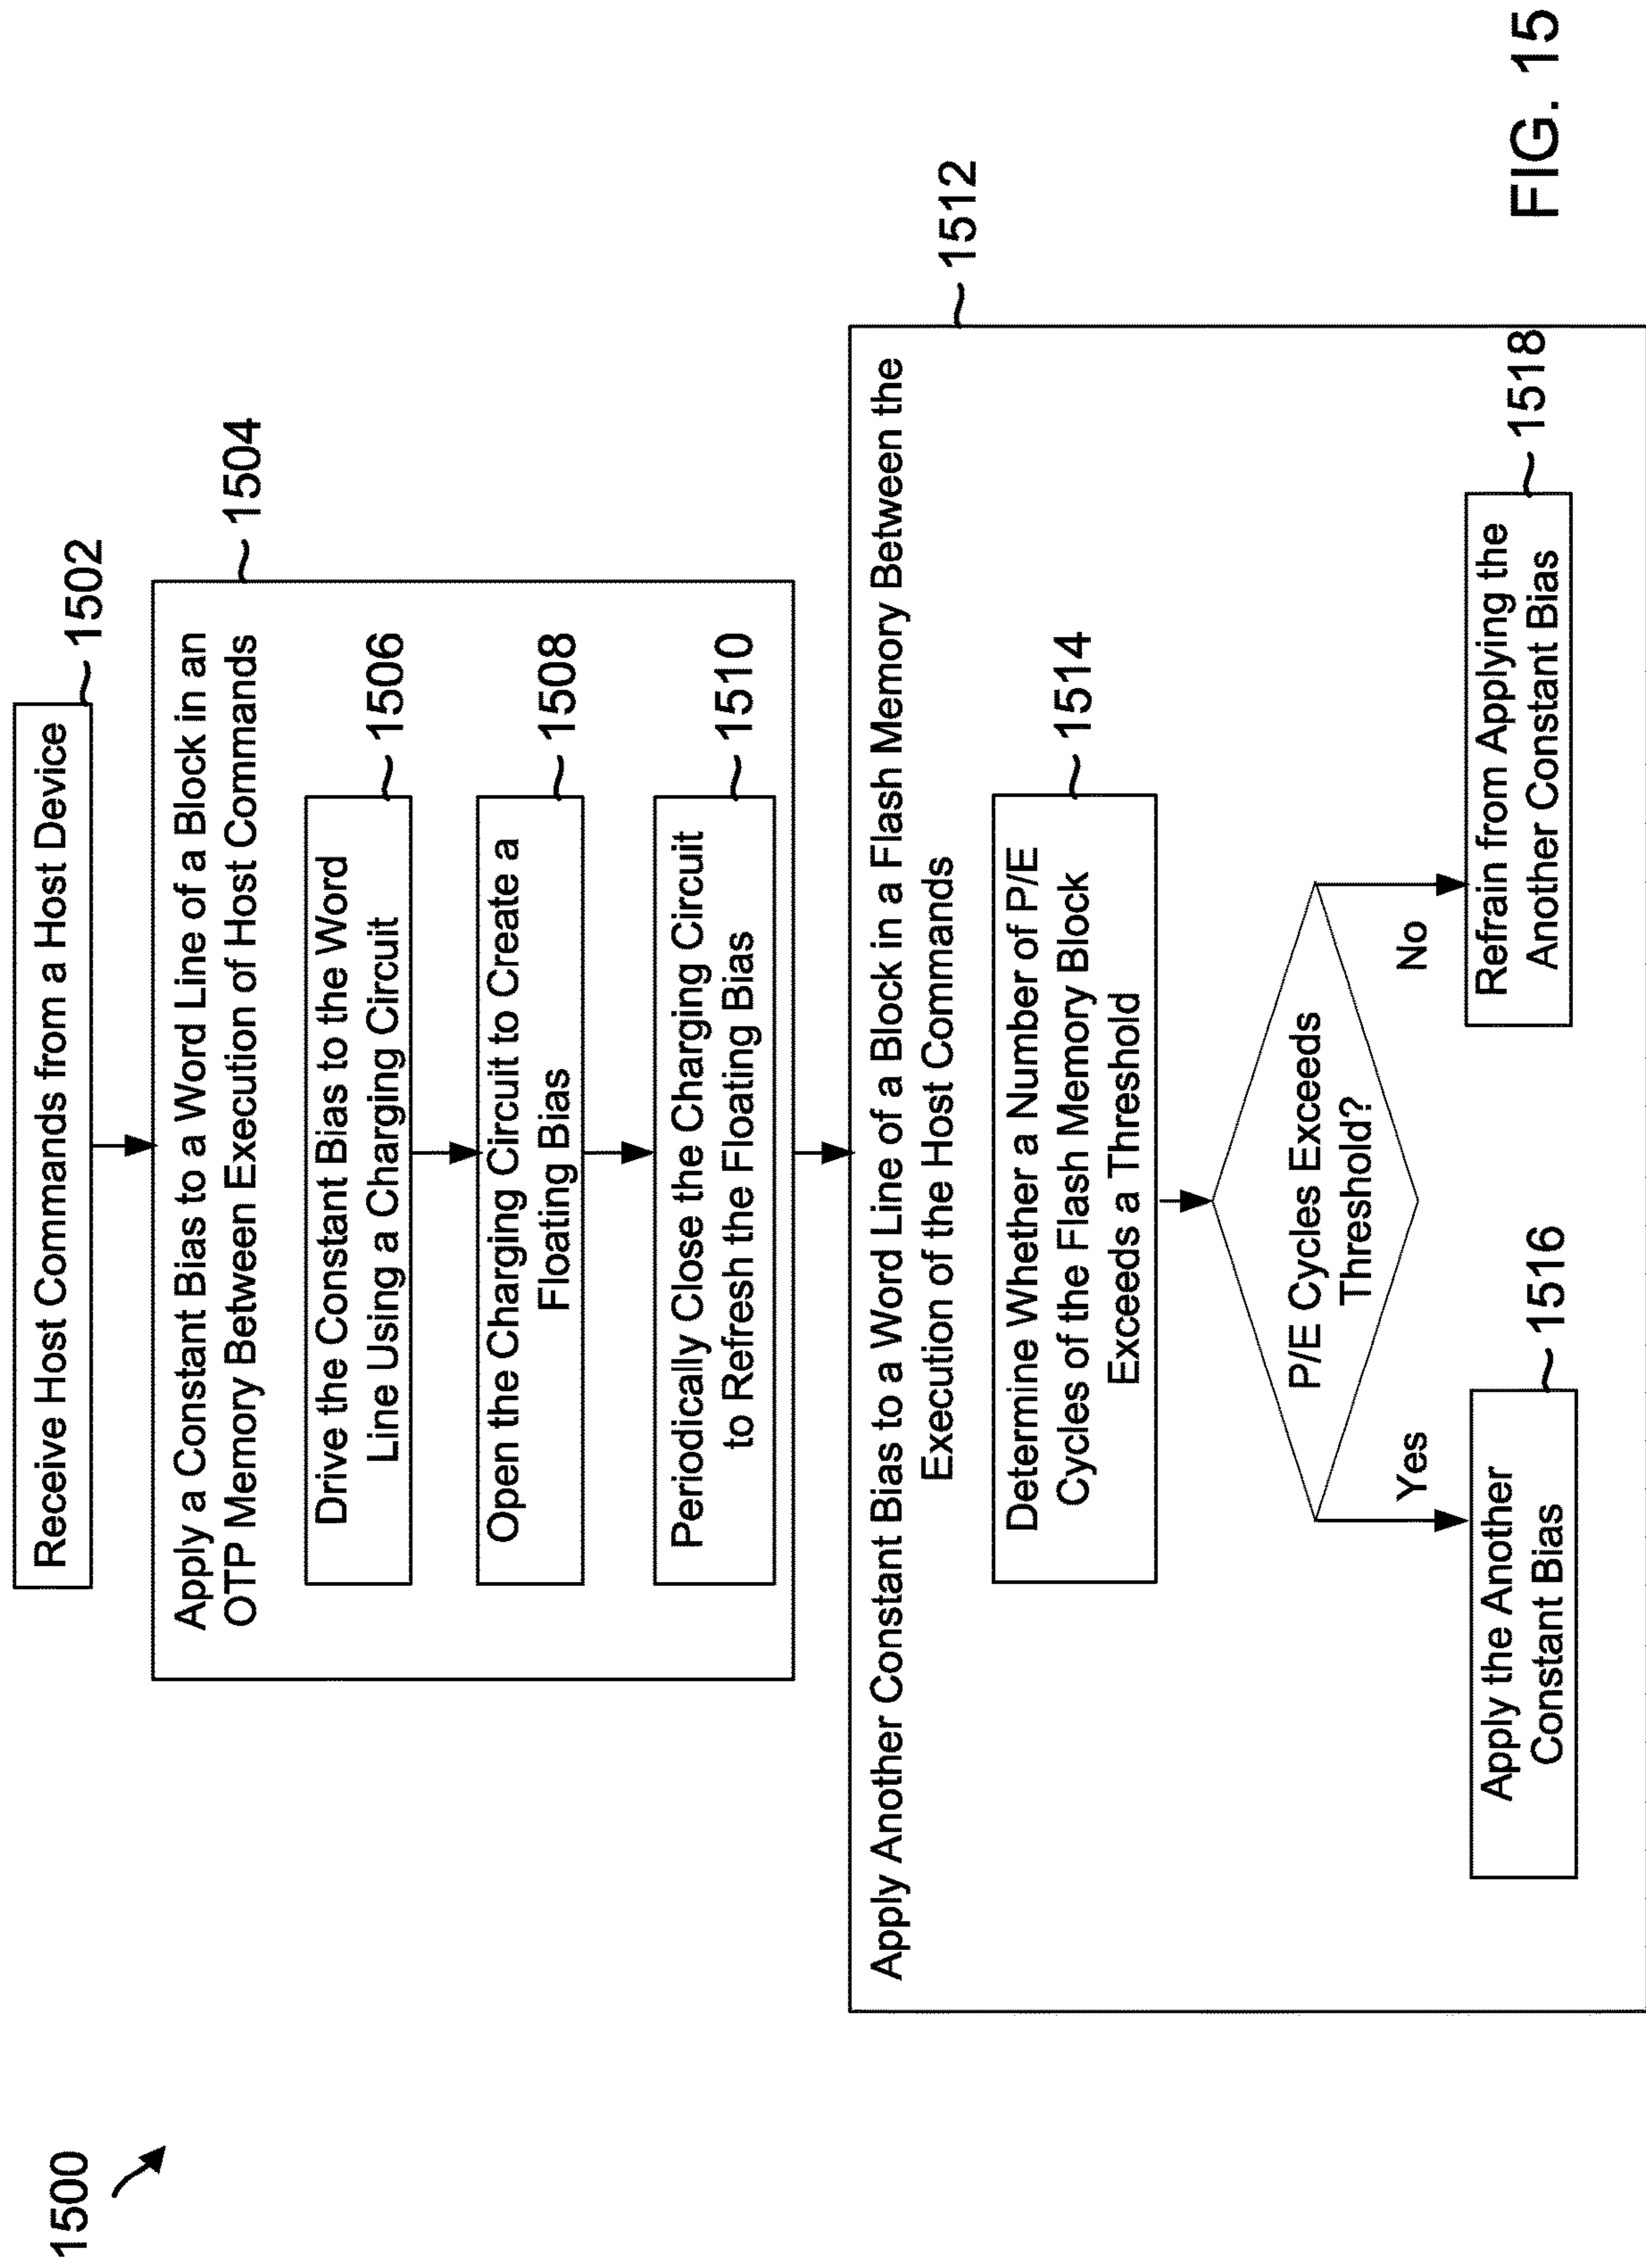 1500
Receive Host Commands from a Host Device
1502
Apply a Constant Bias to a Word Line of a Block in an
OTP Memory Between Execution of Host Commands
1504
Drive the Constant Bias to the Word
Line Using a Charging Circuit
1506
Open the Charging Circuit to Create a
Floating Bias
1508
Periodically Close the Charging Circuit
to Refresh the Floating Bias
1510
Apply Another Constant Bias to a Word Line of a Block in a Flash Memory Between the
Execution of the Host Commands
1512
Determine Whether a Number of P/E
Cycles of the Flash Memory Block
Exceeds a Threshold
1514
P/E Cycles Exceeds
Threshold?
Yes
No
Apply the Another
Constant Bias
1516
Refrain from Applying the
Another Constant Bias
1518
FIG. 15